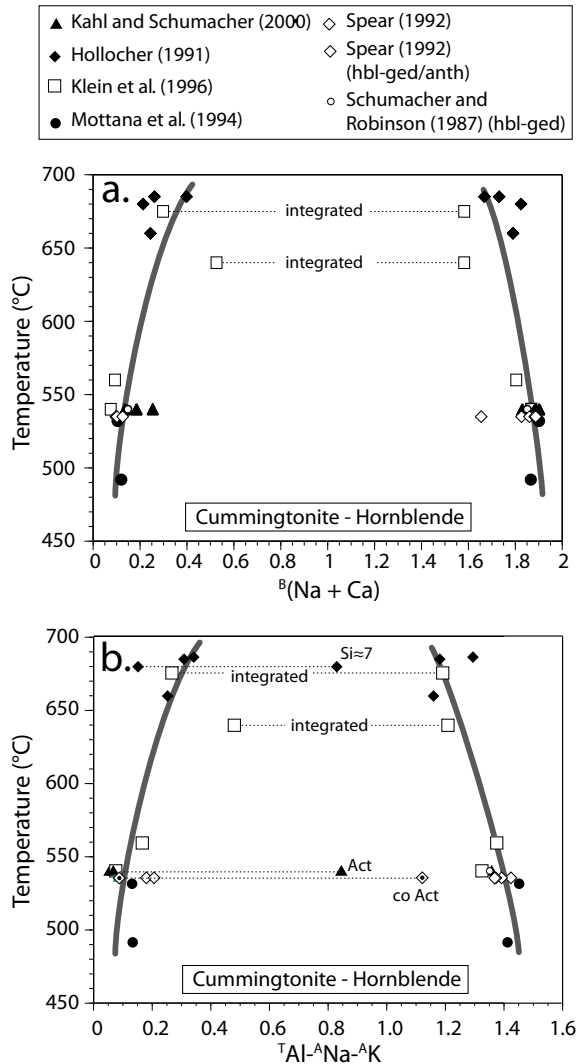 Kahl and Schumacher (2000)
Hollocher (1991)
Klein et al. (1996)
Mottana et al. (1994)
Spear (1992)
Spear (1992)
(hbl-ged/anth)
Schumacher and
Robinson (1987) (hbl-ged)
a.
700
650
600
550
500
450
Temperature (°C)
integrated
integrated
Cummingtonite - Hornblende
0 0.2 0.4 0.6 0.8 1 1.2 1.4 1.6 1.8 2
B(Na + Ca)
b.
700
650
600
550
500
450
Temperature (°C)
Si≈7
integrated
integrated
Act
co Act
Cummingtonite - Hornblende
0 0.2 0.4 0.6 0.8 1 1.2 1.4 1.6
TAl-ANa-AK